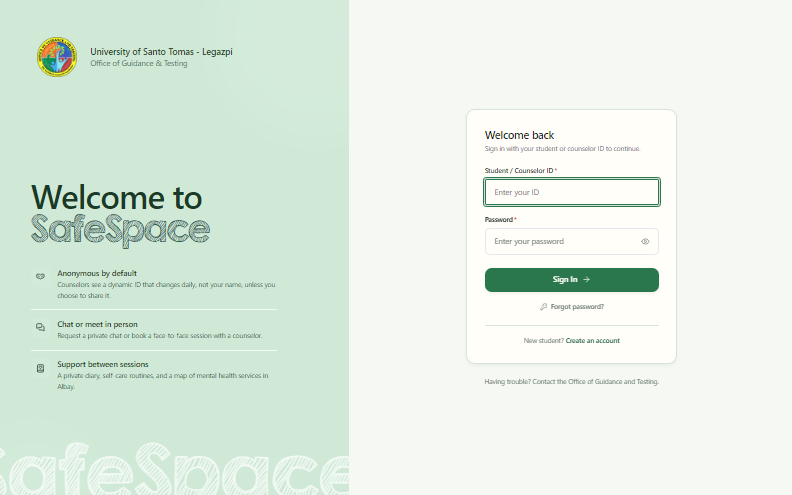 University of Santo Tomas - Legazpi
Office of Guidance & Testing
Welcome to
SafeSpace
Anonymous by default
Counselors see a dynamic ID that changes daily, not your name, unless you
choose to share it.
Chat or meet in person
Request a private chat or book a face-to-face session with a counselor.
Support between sessions
A private diary, self-care routines, and a map of mental health services in
Albay.
SafeSpace
Welcome back
Sign in with your student or counselor ID to continue.
Student / Counselor ID *
Enter your ID
Password *
Enter your password
Sign In →
Forgot password?
New student? Create an account
Having trouble? Contact the Office of Guidance and Testing.